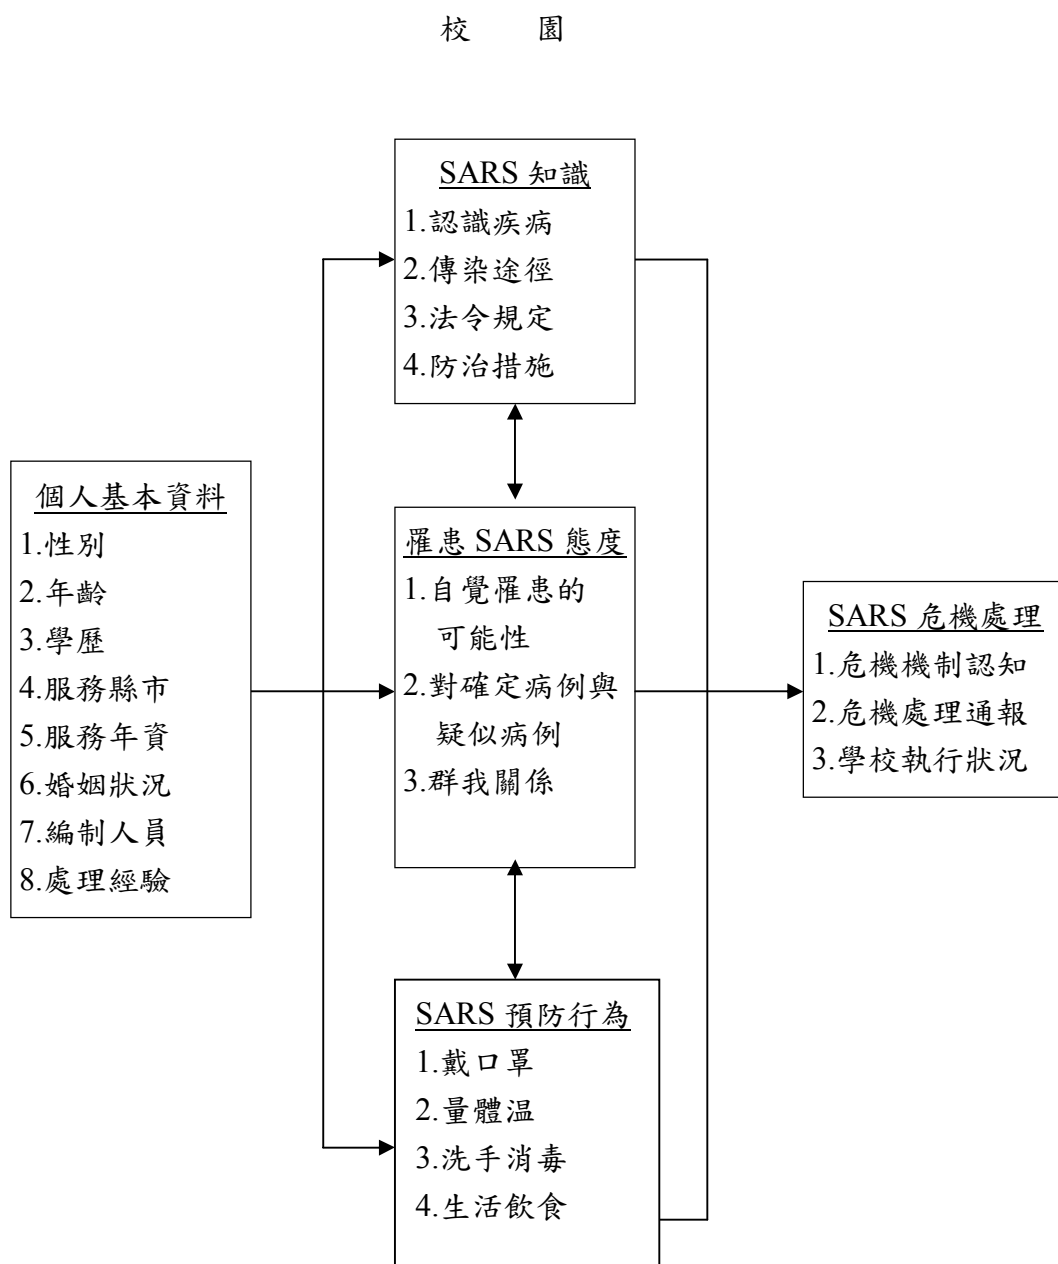 校 園
SARS 知識
1.認識疾病
2.傳染途徑
3.法令規定
4.防治措施
個人基本資料
1.性別
2.年齡
3.學歷
4.服務縣市
5.服務年資
6.婚姻狀況
7.編制人員
8.處理經驗
罹患 SARS 態度
1.自覺罹患的
可能性
2.對確定病例與
疑似病例
3.群我關係
SARS 危機處理
1.危機機制認知
2.危機處理通報
3.學校執行狀況
SARS 預防行為
1.戴口罩
2.量體温
3.洗手消毒
4.生活飲食